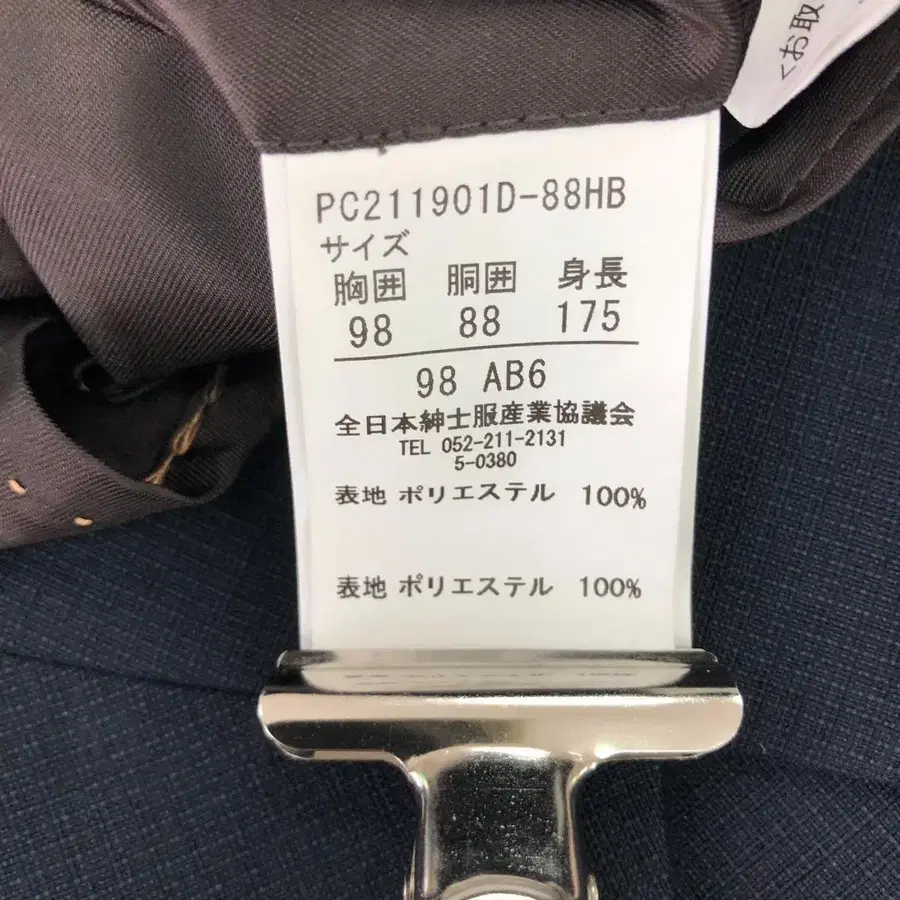 <お取
PC211901D-88HB
サイズ
胸囲 胴囲 身長
98 88 175
98 AB6
全日本紳士服産業協議会
TEL 052-211-2131
5-0380
表地 ポリエステル 100%
表地 ポリエステル 100%